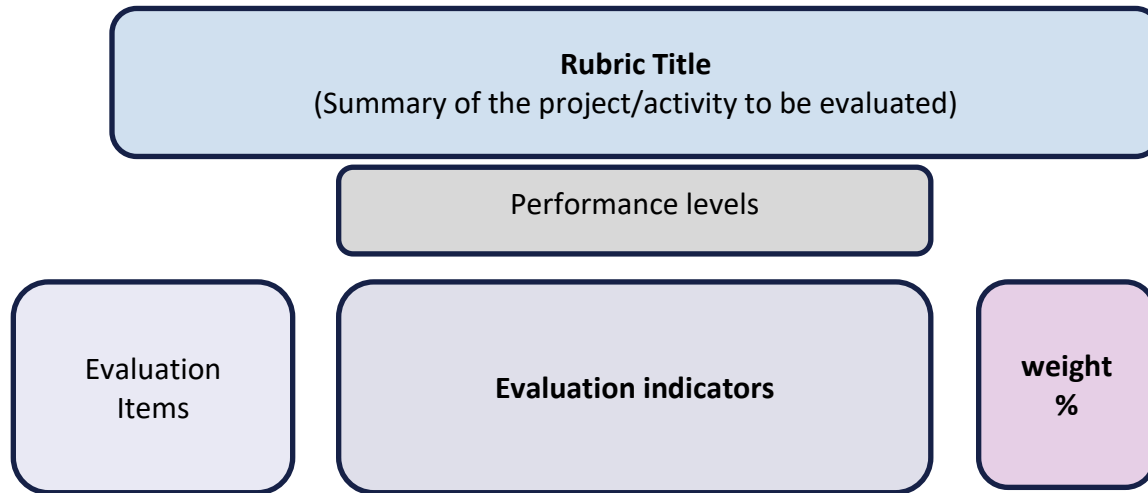 Rubric Title
(Summary of the project/activity to be evaluated)
Performance levels
Evaluation
Items
Evaluation indicators
weight
%